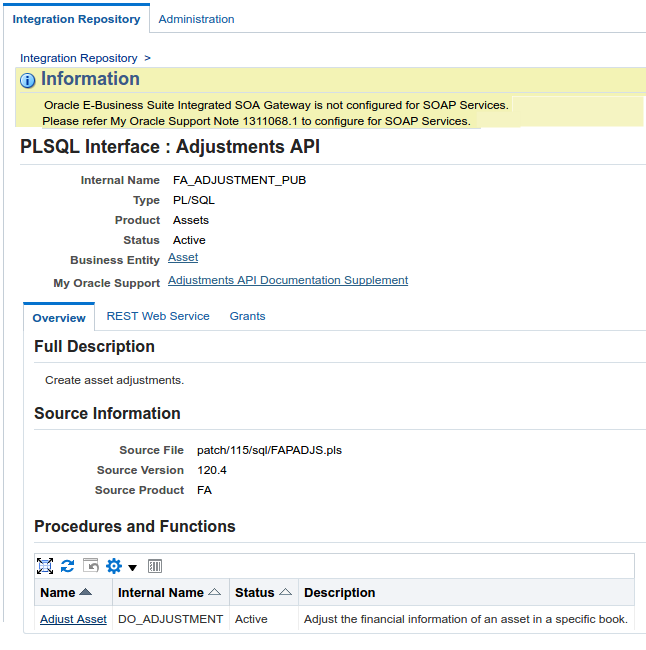 Integration Repository Administration
Integration Repository >
Information
Oracle E-Business Suite Integrated SOA Gateway is not configured for SOAP Services.
Please refer My Oracle Support Note 1311068.1 to configure for SOAP Services.
PLSQL Interface : Adjustments API
Internal Name FA_ADJUSTMENT_PUB
Type PL/SQL
Product Assets
Status Active
Business Entity Asset
My Oracle Support Adjustments API Documentation Supplement
Overview REST Web Service Grants
Full Description
Create asset adjustments.
Source Information
Source File patch/115/sql/FAPADJS.pls
Source Version 120.4
Source Product FA
Procedures and Functions
Name Internal Name Status Description
Adjust Asset DO_ADJUSTMENT Active Adjust the financial information of an asset in a specific book.